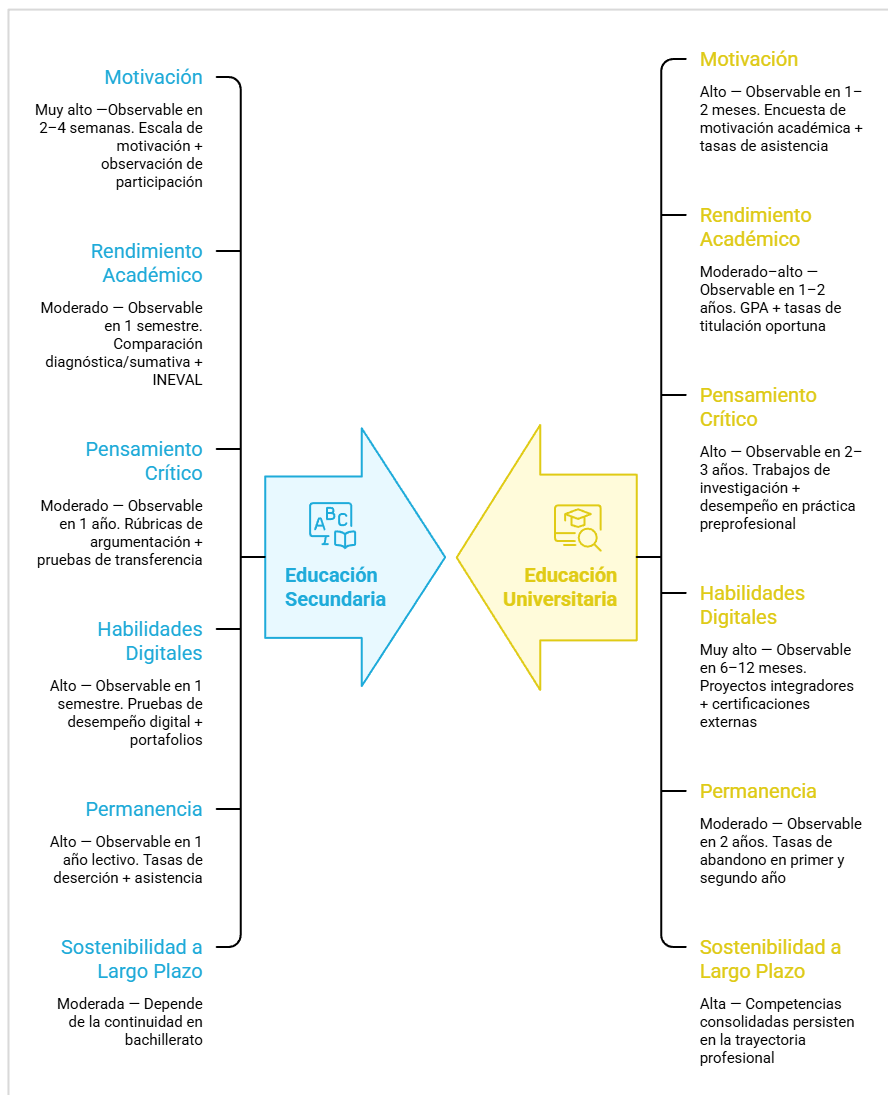 Motivación
Muy alto —Observable en
2–4 semanas. Escala de
motivación +
observación de
participación
Rendimiento
Académico
Moderado — Observable
en 1 semestre.
Comparación
diagnóstica/sumativa +
INEVAL
Pensamiento
Crítico
Moderado — Observable
en 1 año. Rúbricas de
argumentación +
pruebas de transferencia
Habilidades
Digitales
Alto — Observable en 1
semestre. Pruebas de
desempeño digital +
portafolios
Permanencia
Alto — Observable en 1
año lectivo. Tasas de
deserción + asistencia
Sostenibilidad a
Largo Plazo
Moderada — Depende
de la continuidad en
bachillerato
A B C
Educación
Secundaria
Educación
Universitaria
Motivación
Alto — Observable en 1–
2 meses. Encuesta de
motivación académica +
tasas de asistencia
Rendimiento
Académico
Moderado–alto —
Observable en 1–2
años. GPA + tasas de
titulación oportuna
Pensamiento
Crítico
Alto — Observable en 2–
3 años. Trabajos de
investigación +
desempeño en práctica
preprofesional
Habilidades
Digitales
Muy alto — Observable
en 6–12 meses.
Proyectos integradores
+ certificaciones
externas
Permanencia
Moderado — Observable
en 2 años. Tasas de
abandono en primer y
segundo año
Sostenibilidad a
Largo Plazo
Alta — Competencias
consolidadas persisten
en la trayectoria
profesional